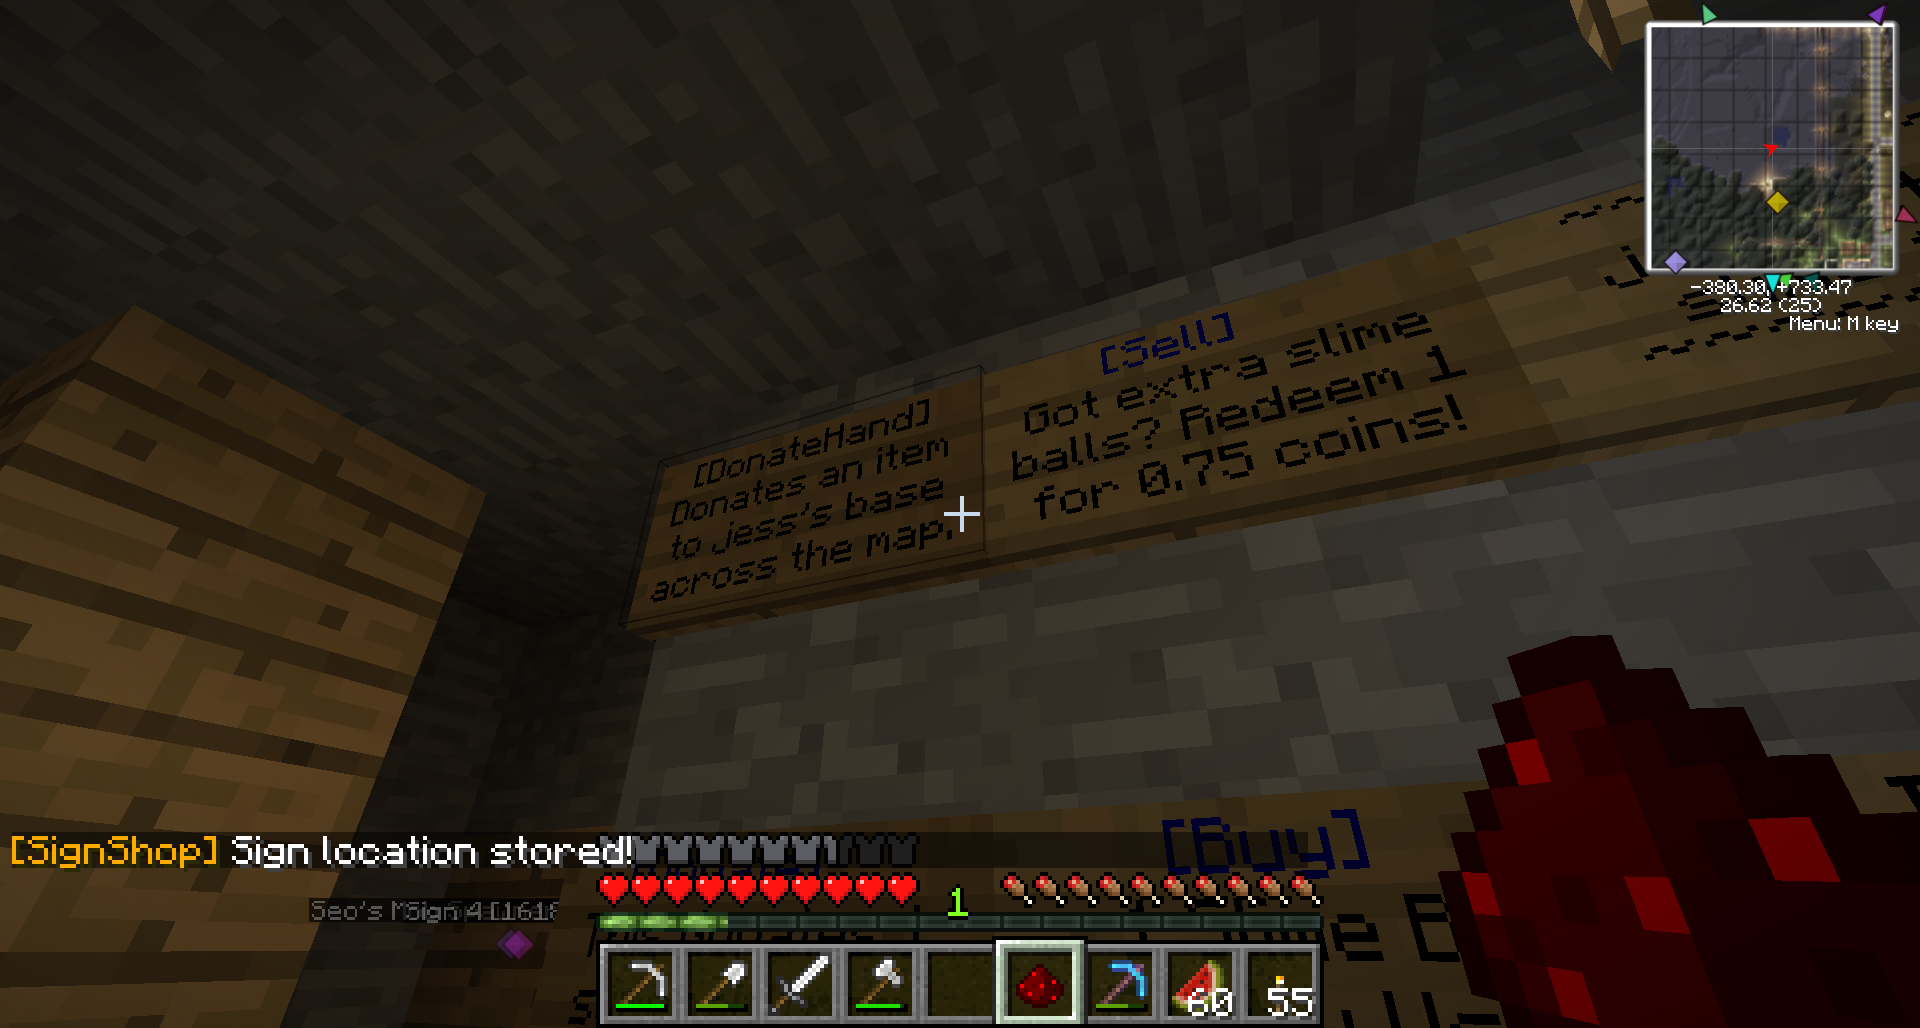 -380.30, +733.47
26.62 (25)
Menu: M key
[DonateHand]
Donates an item
to jess's base
across the map.
[Sell]
Got extra slime
balls? Redeem 1
for 0.75 coins!
[Buy]
[SignShop] Sign location stored!
1
60
55